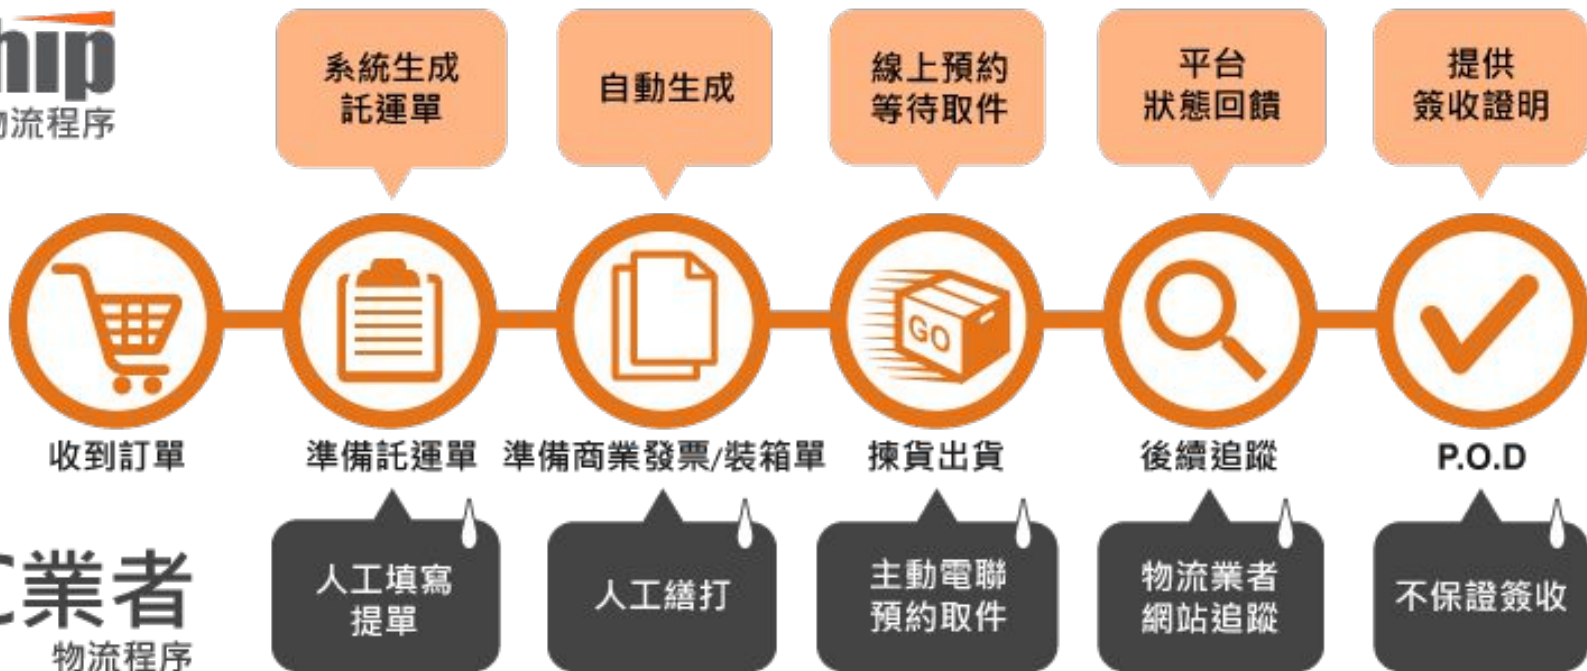 hip
物流程序
系統生成
託運單
自動生成
線上預約
等待取件
平台
狀態回饋
提供
簽收證明
GO
收到訂單
準備託運單
準備商業發票/裝箱單
揀貨出貨
後續追蹤
P.O.D
C業者
物流程序
人工填寫
提單
人工繕打
主動電聯
預約取件
物流業者
網站追蹤
不保證簽收